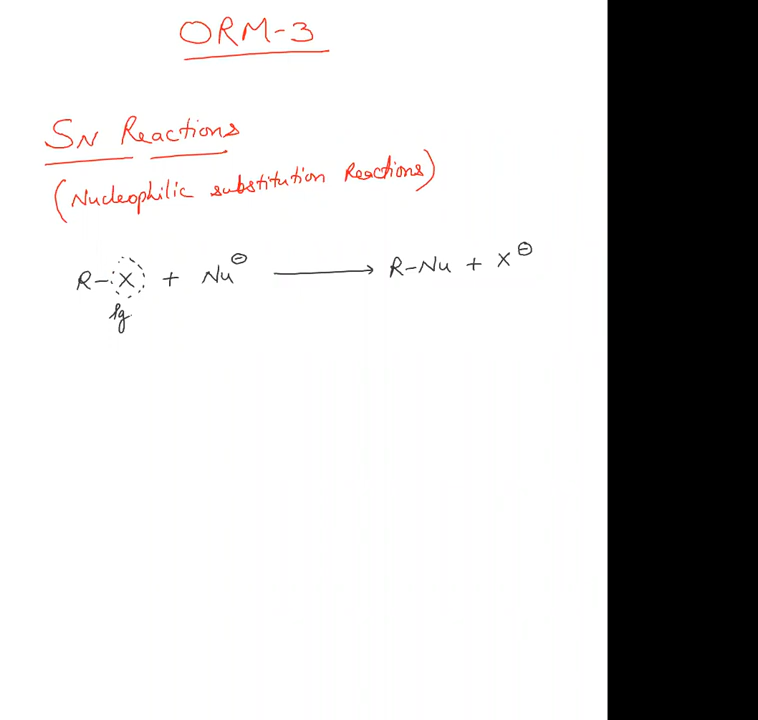 ORM-3
SN Reactions
(Nucleophilic substitution Reactions)
R-X + Nu⊖ ⟶ R-Nu + X⊖
lg